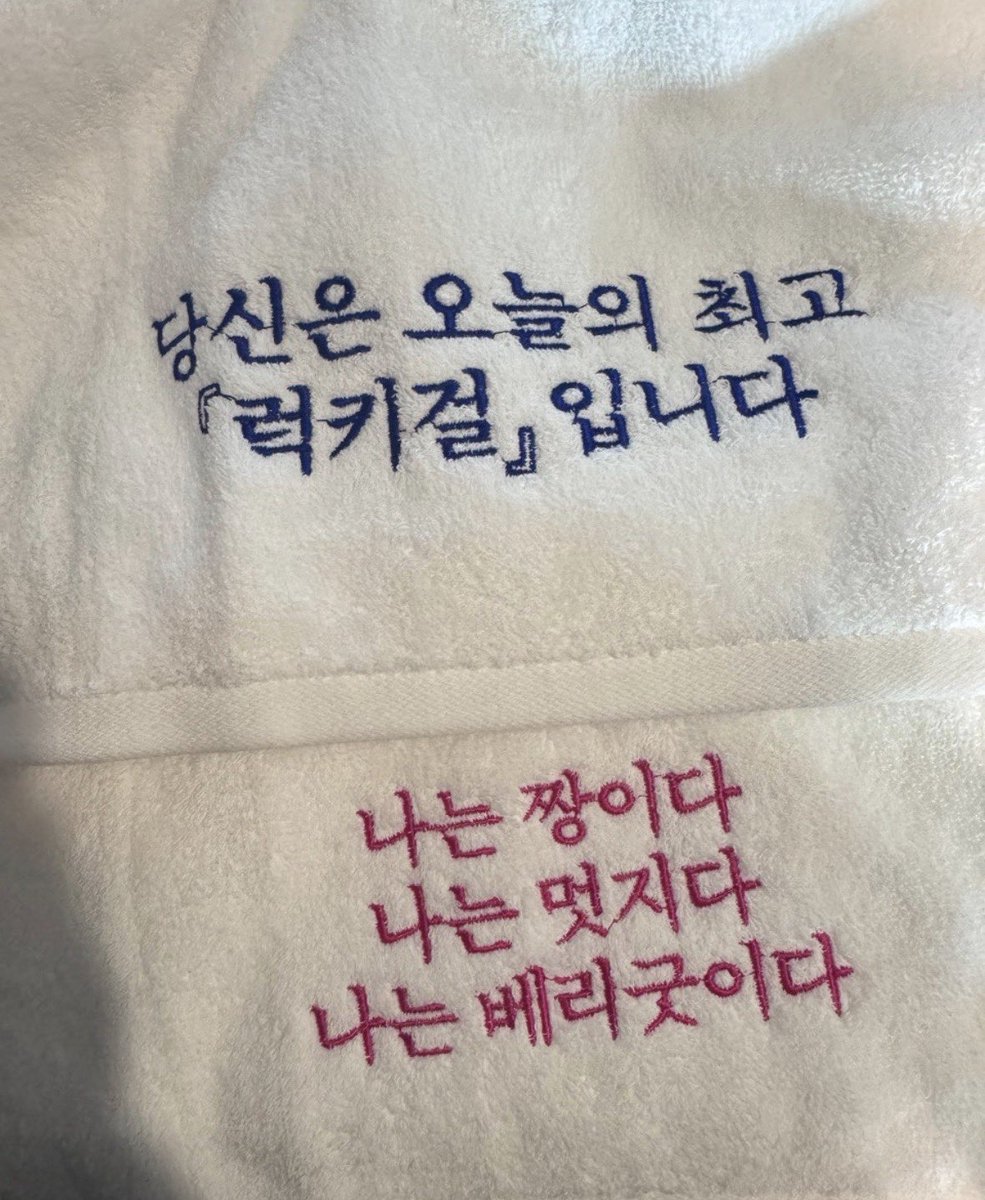 당신은 오늘의 최고
『럭키걸』입니다
나는 짱이다
나는 멋지다
나는 베리굿이다